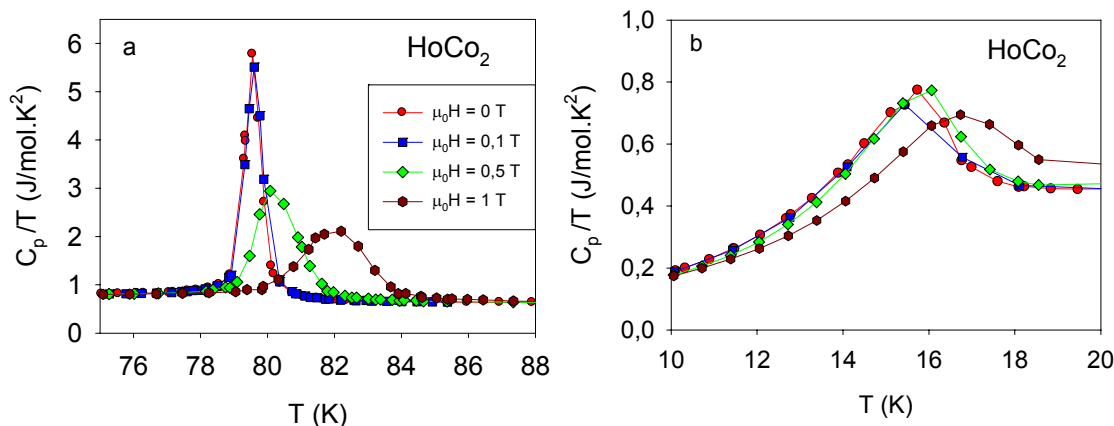 a
HoCo₂
Cₚ /T (J/mol.K²)
6
5
4
3
2
1
0
μ₀H = 0 T
μ₀H = 0,1 T
μ₀H = 0,5 T
μ₀H = 1 T
76 78 80 82 84 86 88
T (K)
b
HoCo₂
Cₚ /T (J/mol.K²)
1,0
0,8
0,6
0,4
0,2
0,0
10 12 14 16 18 20
T (K)